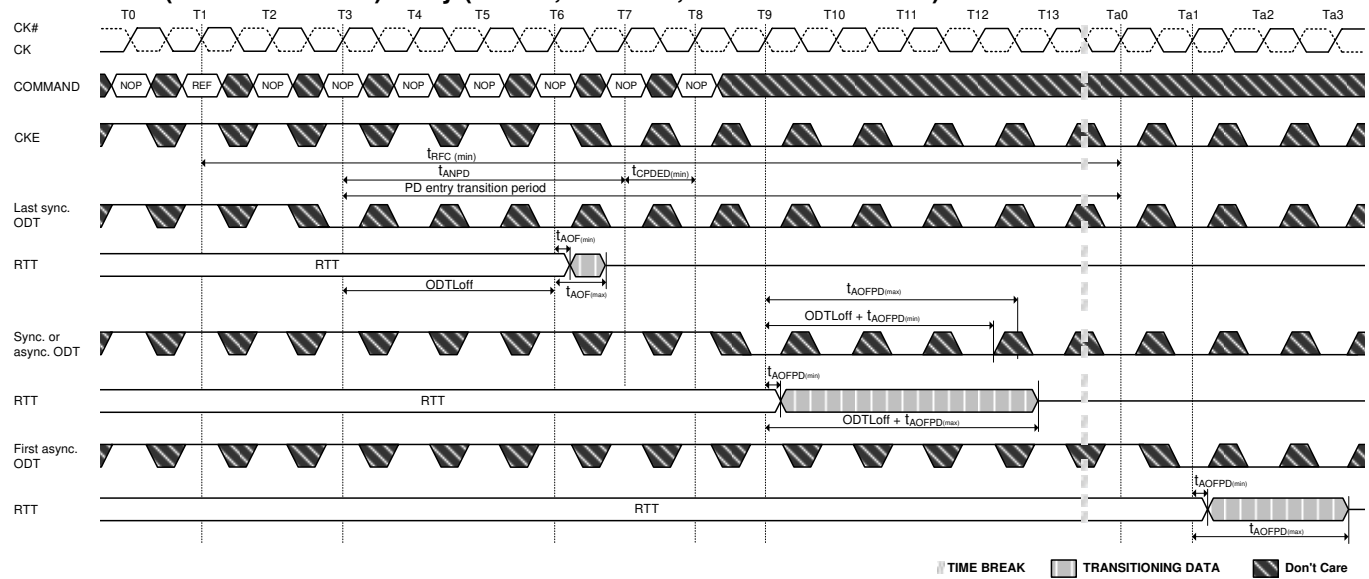 T0 T1 T2 T3 T4 T5 T6 T7 T8 T9 T10 T11 T12 T13 Ta0 Ta1 Ta2 Ta3
CK#
CK
COMMAND NOP REF NOP NOP NOP NOP NOP NOP NOP
CKE
tRFC (min)
tANPD tCPDED(min)
PD entry transition period
Last sync.
ODT
tAOF(min)
RTT RTT
ODTLoff tAOF(max)
tAOFPD(max)
ODTLoff + tAOFPD(min)
Sync. or
async. ODT
tAOFPD(min)
RTT RTT
ODTLoff + tAOFPD(max)
First async.
ODT
tAOFPD(min)
RTT RTT
tAOFPD(max)
TIME BREAK TRANSITIONING DATA Don't Care